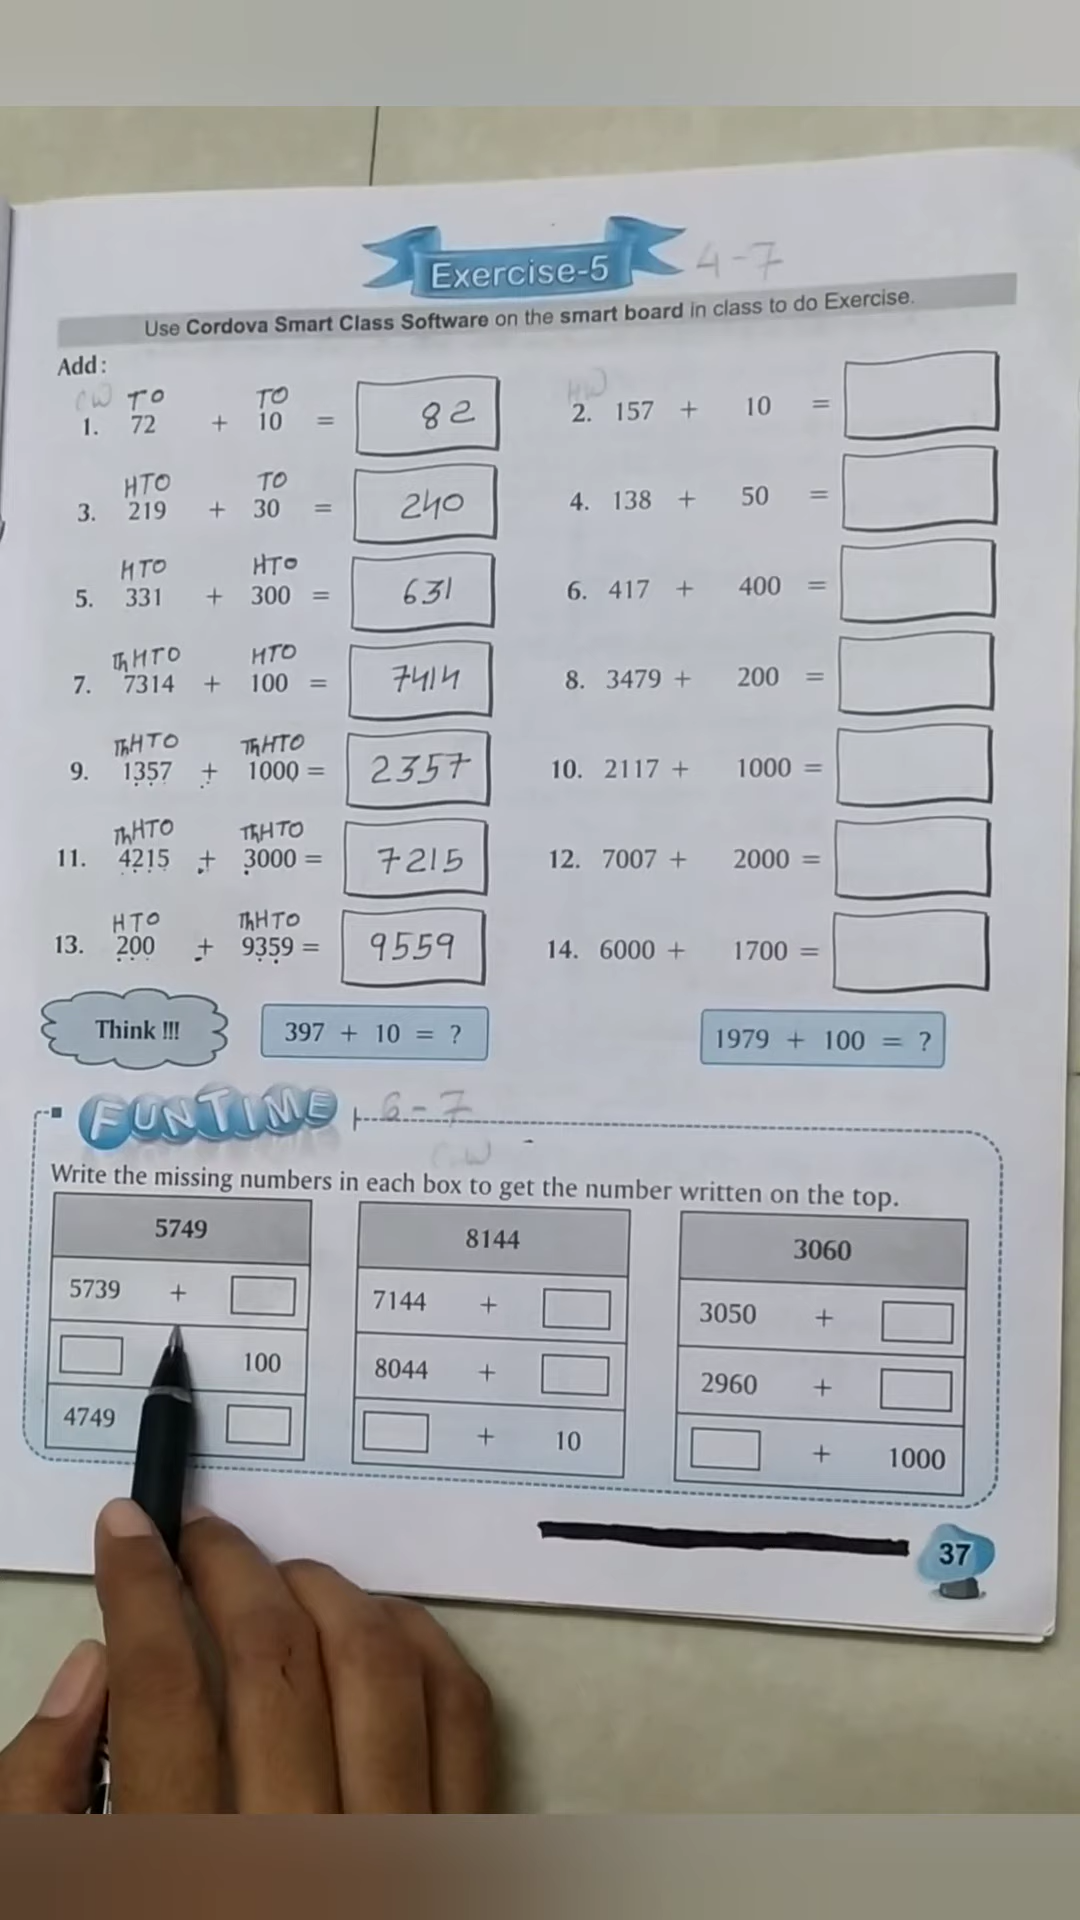 Exercise-5 4-7
Use Cordova Smart Class Software on the smart board in class to do Exercise.
Add :
CW TO TO HW
1. 72 + 10 = 82 2. 157 + 10 =
HTO TO
3. 219 + 30 = 240 4. 138 + 50 =
HTO HTO
5. 331 + 300 = 631 6. 417 + 400 =
ThHTO HTO
7. 7314 + 100 = 7414 8. 3479 + 200 =
ThHTO ThHTO
9. 1357 + 1000 = 2357 10. 2117 + 1000 =
ThHTO ThHTO
11. 4215 + 3000 = 7215 12. 7007 + 2000 =
HTO ThHTO
13. 200 + 9359 = 9559 14. 6000 + 1700 =
Think !!! 397 + 10 = ? 1979 + 100 = ?
FUN TIME 6-7
C.W
Write the missing numbers in each box to get the number written on the top.
5749 8144 3060
5739 + 7144 + 3050 +
100 8044 + 2960 +
4749 + 10 + 1000
37